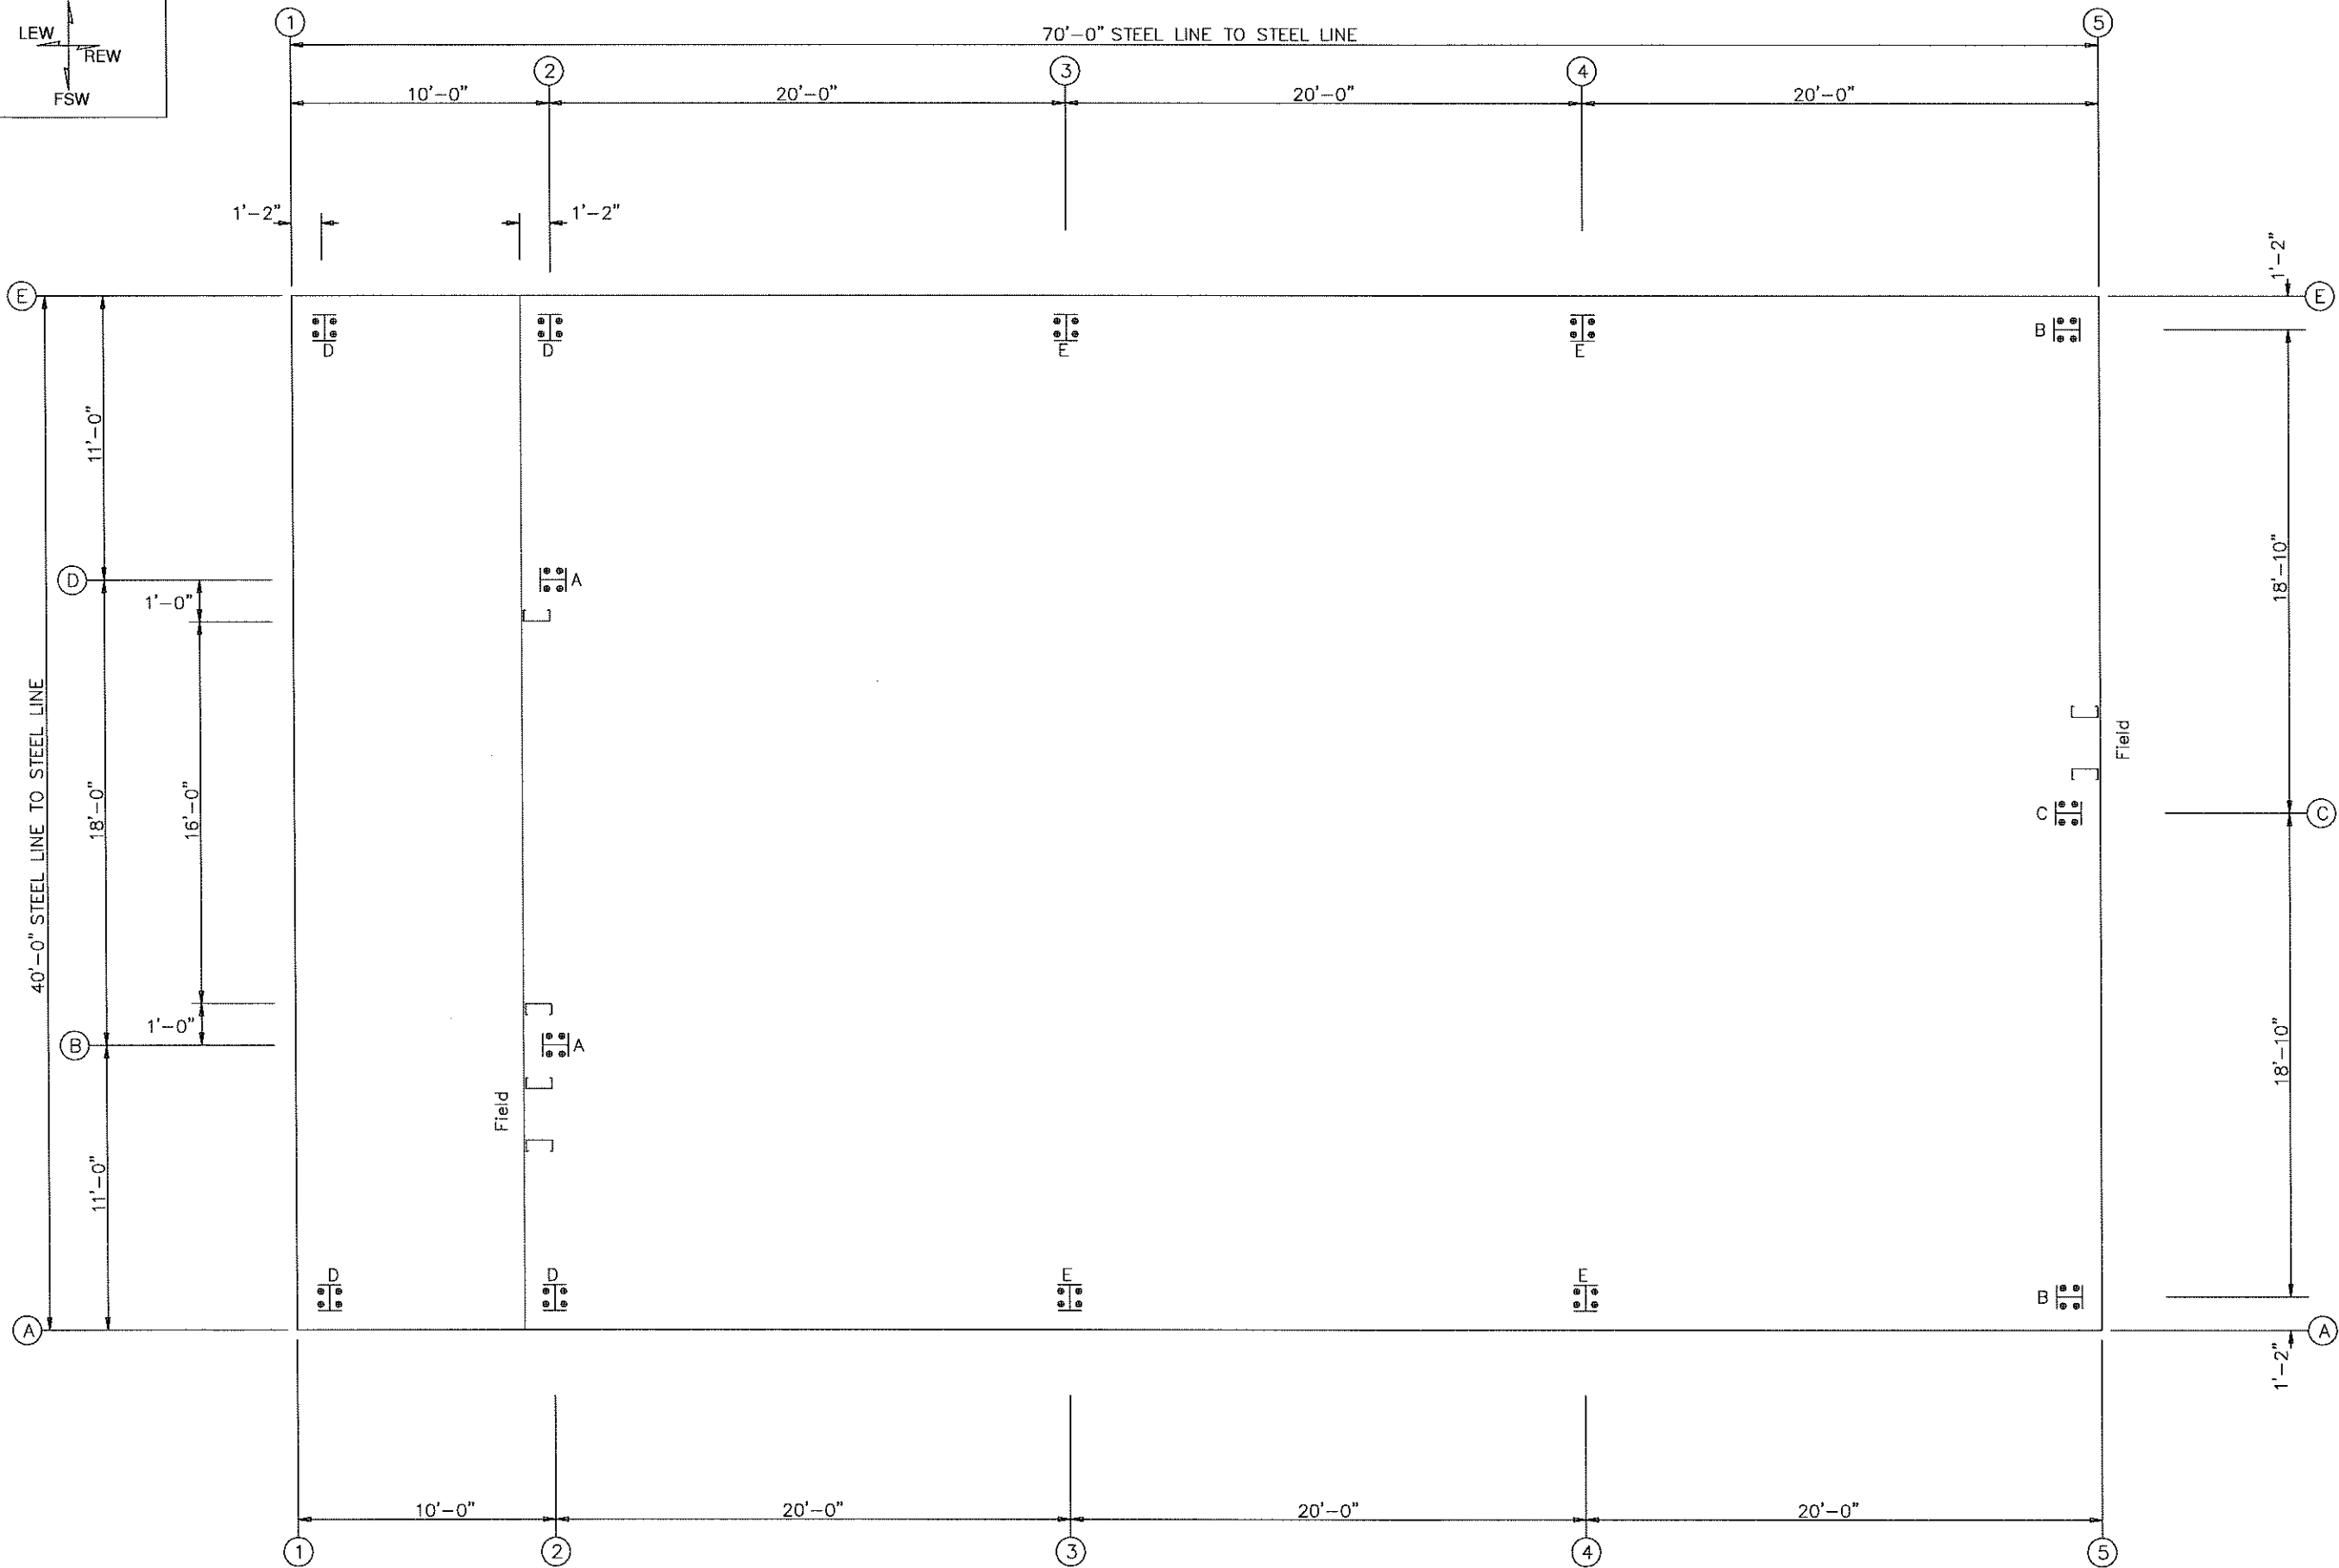 LEW
REW
FSW
1
5
70'-0" STEEL LINE TO STEEL LINE
2
3
4
10'-0"
20'-0"
20'-0"
20'-0"
1'-2"
1'-2"
1'-2"
E
E
D
D
E
E
B
11'-0"
18'-10"
D
A
1'-0"
40'-0" STEEL LINE TO STEEL LINE
18'-0"
16'-0"
Field
C
C
1'-0"
B
A
Field
18'-10"
11'-0"
D
D
E
E
B
A
A
1'-2"
10'-0"
20'-0"
20'-0"
20'-0"
1
2
3
4
5